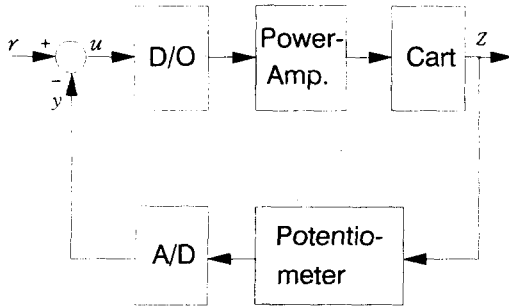 r
+
u
−
y
D/O
Power-
Amp.
Cart
z
A/D
Potentio-
meter